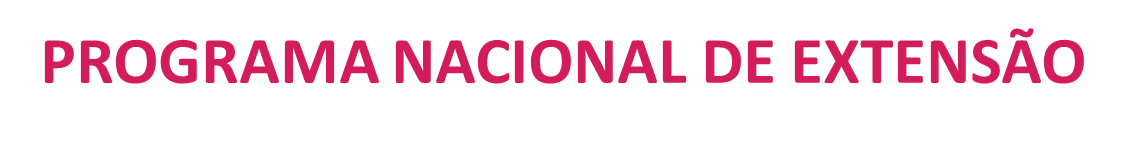 PROGRAMA NACIONAL DE EXTENSÃO